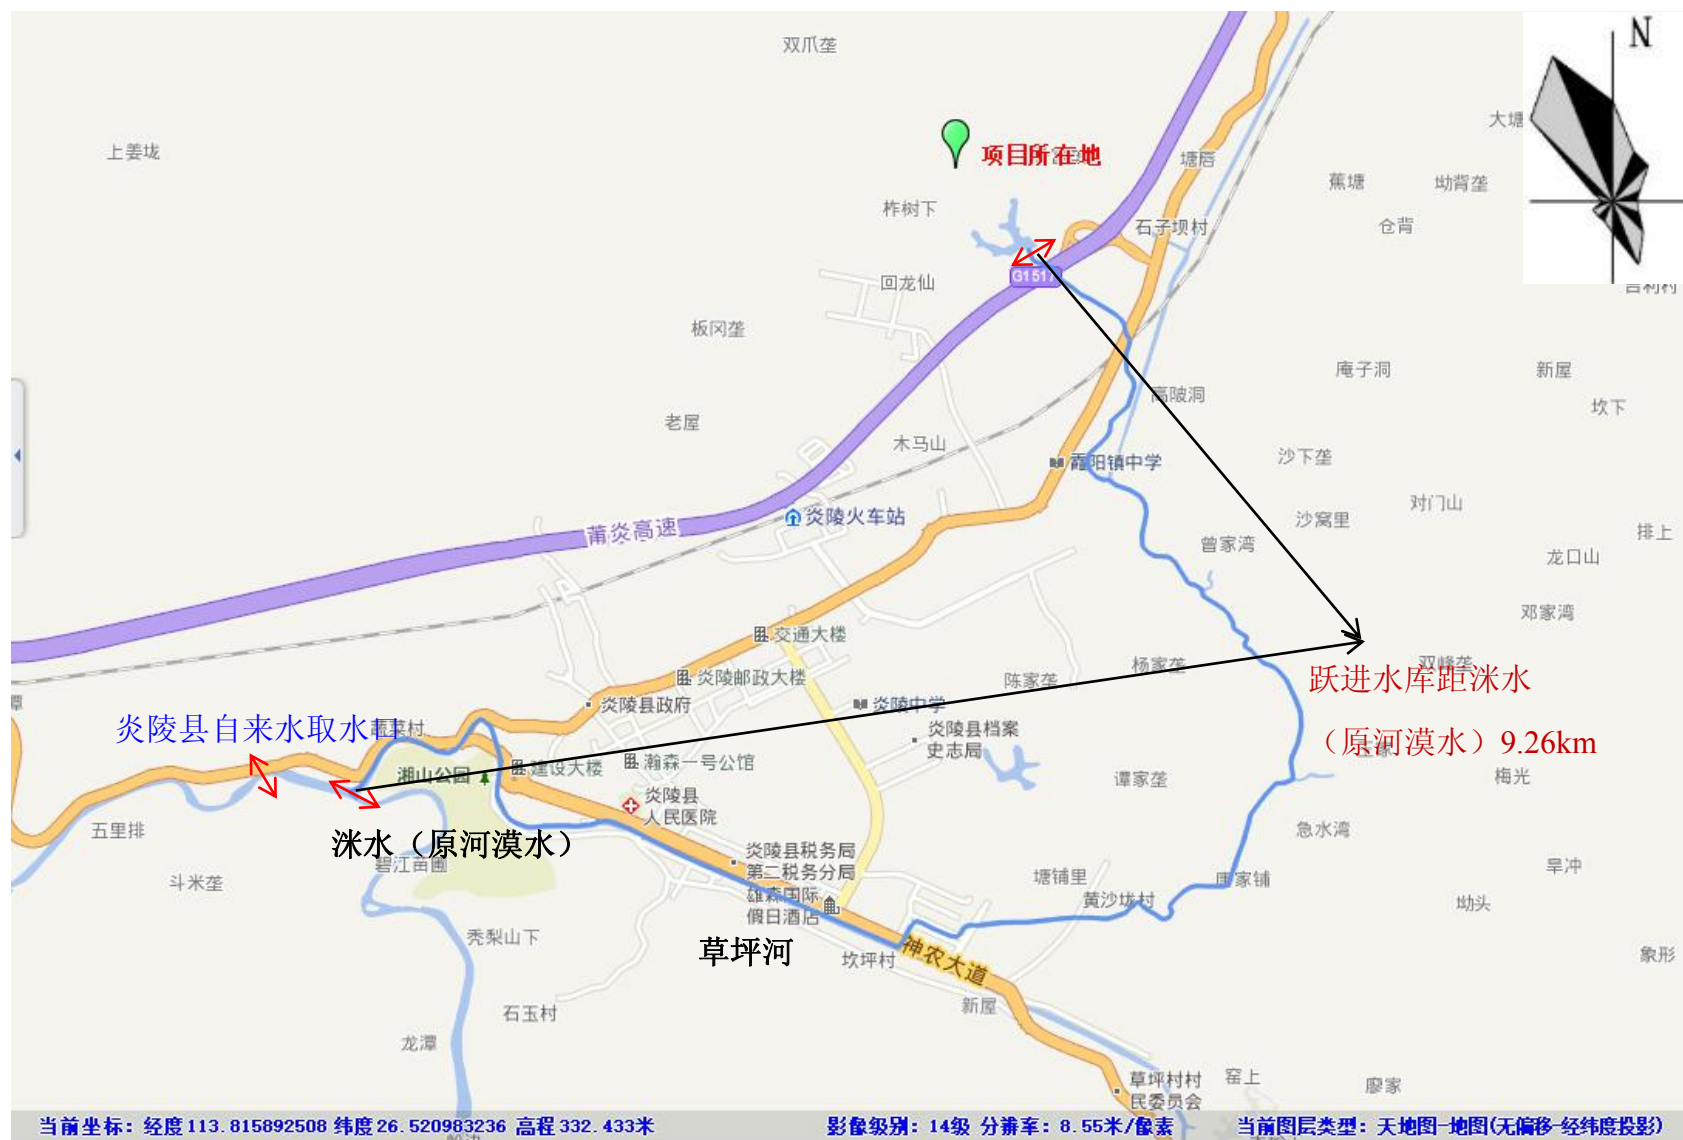 双爪垄
N
大塘
上姜垅
项目所在地
塘唇
蕉塘
坳背垄
柞树下
仓背
石子坝村
回龙仙
G151
吉利村
板冈垄
庵子洞
新屋
高陂洞
坎下
老屋
木马山
沙下垄
霞阳镇中学
对门山
炎陵火车站
沙窝里
莆炎高速
排上
曾家湾
龙口山
邓家湾
交通大楼
杨家垄
双峰垄
炎陵邮政大楼
陈家垄
跃进水库距洣水
炎陵县政府
炎陵中学
炎陵县自来水取水口
蔬菜村
炎陵县档案
史志局
（原河漠水）9.26km
湘山公园
建设大楼
瀚森一号公馆
谭家垄
梅光
炎陵县
人民医院
五里排
急水湾
洣水（原河漠水）
碧江苗圃
炎陵县税务局
第二税务分局
旱冲
斗米垄
塘铺里
唐家铺
雄森国际
假日酒店
黄沙垅村
坳头
秃梨山下
草坪河
坎坪村
神农大道
象形
石玉村
新屋
龙潭
草坪村村
民委员会
窑上
廖家
当前坐标：经度113.815892508 纬度26.520983236 高程332.433米
影像级别：14级 分辨率：8.55米/像素
当前图层类型：天地图-地图(无偏移-经纬度投影)